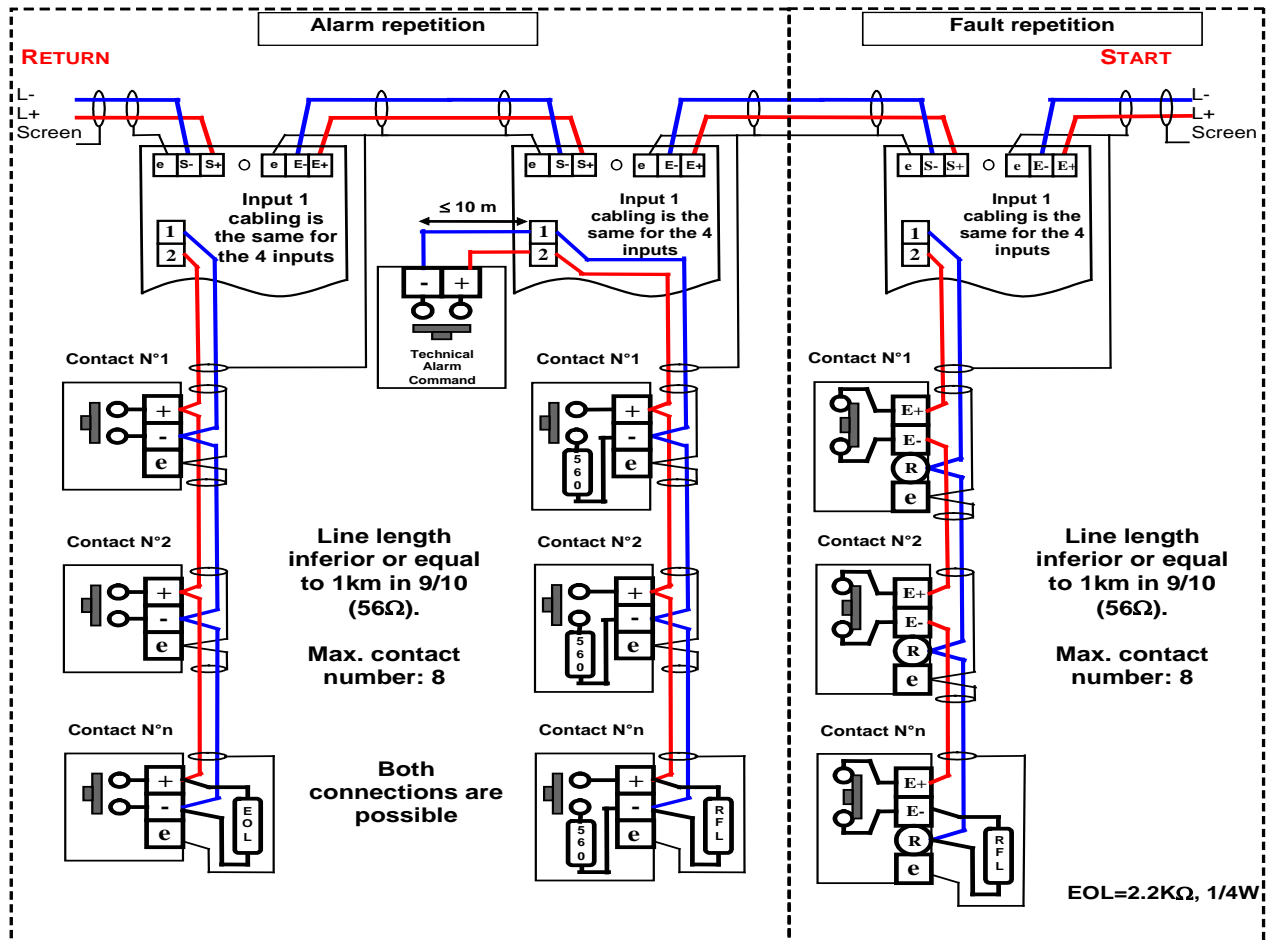 Alarm repetition
Fault repetition
RETURN
START
L-
L+
Screen
L-
L+
Screen
e S- S+
e E- E+
e S- S+
e E- E+
e S- S+
e E- E+
Input 1
cabling is
the same for
the 4 inputs
1
2
≤ 10 m
Input 1
cabling is the
same for the 4
inputs
1
2
Input 1
cabling is the
same for the 4
inputs
1
2
- +
Technical
Alarm
Command
Contact N°1
+
-
e
Contact N°1
560
+
-
e
Contact N°1
E+
E-
R
e
Contact N°2
+
-
e
Line length
inferior or equal
to 1km in 9/10
(56Ω).
Max. contact
number: 8
Contact N°2
560
+
-
e
Contact N°2
E+
E-
R
e
Line length
inferior or equal
to 1km in 9/10
(56Ω).
Max. contact
number: 8
Contact N°n
+
-
e
EOL
Both
connections are
possible
Contact N°n
560
+
-
e
RFL
Contact N°n
E+
E-
R
e
RFL
EOL=2.2KΩ, 1/4W